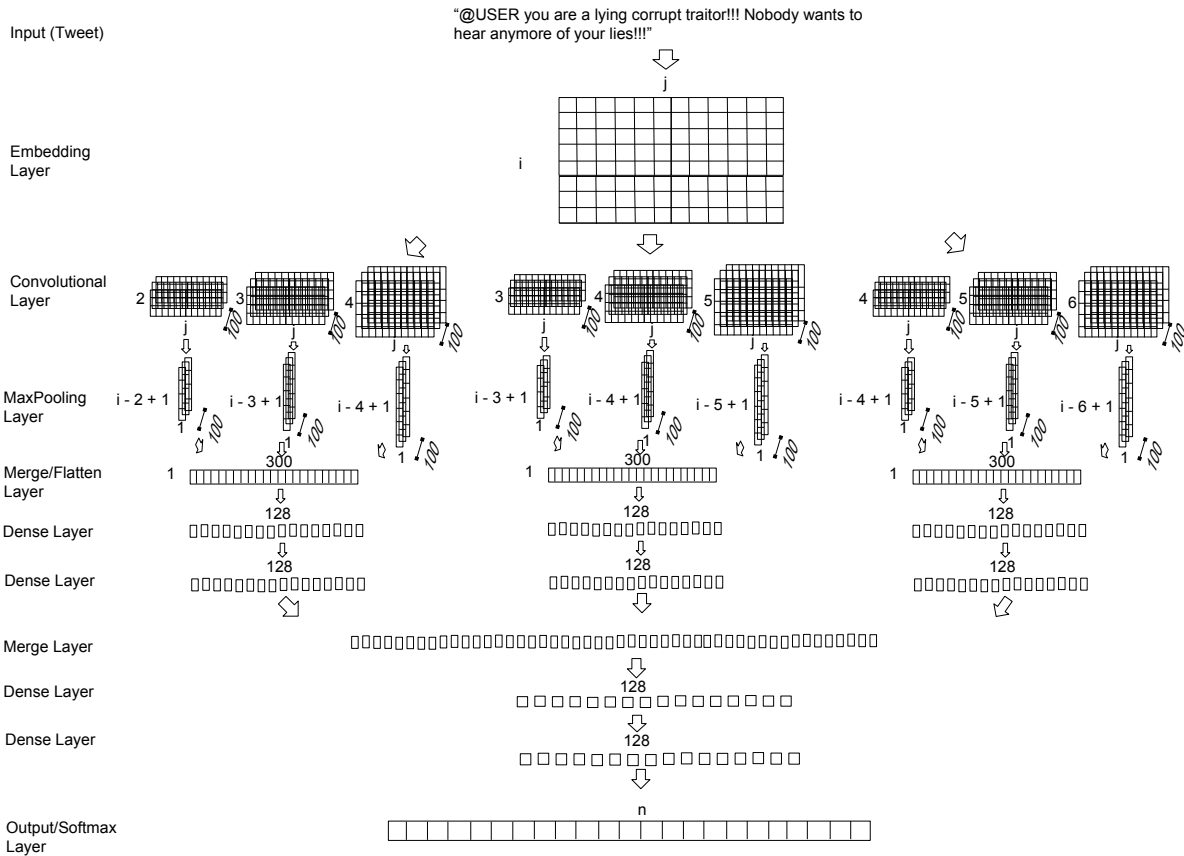 Input (Tweet)
“@USER you are a lying corrupt traitor!!! Nobody wants to
hear anymore of your lies!!!”
j
Embedding
Layer
i
Convolutional
Layer
2 j 100 3 j 100 4 j 100
3 j 100 4 j 100 5 j 100
4 j 100 5 j 100 6 j 100
MaxPooling
Layer
i - 2 + 1 1 100 i - 3 + 1 1 100 i - 4 + 1 1 100
i - 3 + 1 1 100 i - 4 + 1 1 100 i - 5 + 1 1 100
i - 4 + 1 1 100 i - 5 + 1 1 100 i - 6 + 1 1 100
Merge/Flatten
Layer
1 300 1 300 1 300
Dense Layer
128 128 128
Dense Layer
128 128 128
Merge Layer
Dense Layer
128
Dense Layer
128
n
Output/Softmax
Layer